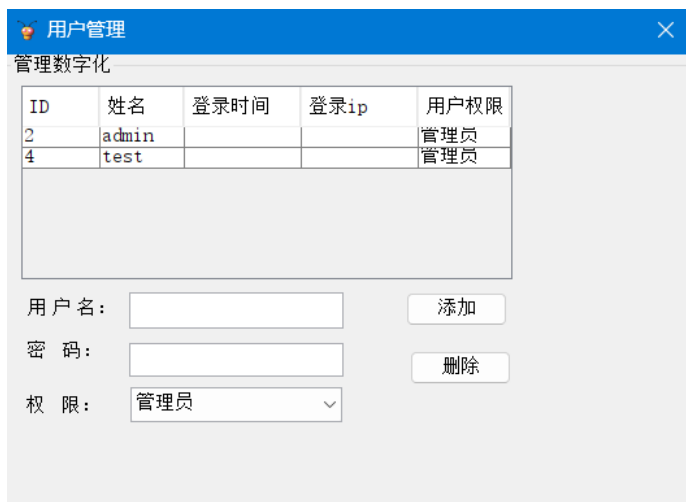 用户管理
管理数字化
ID 姓名 登录时间 登录ip 用户权限
2 admin 管理员
4 test 管理员
用 户 名： 添加
密 码： 删除
权 限： 管理员